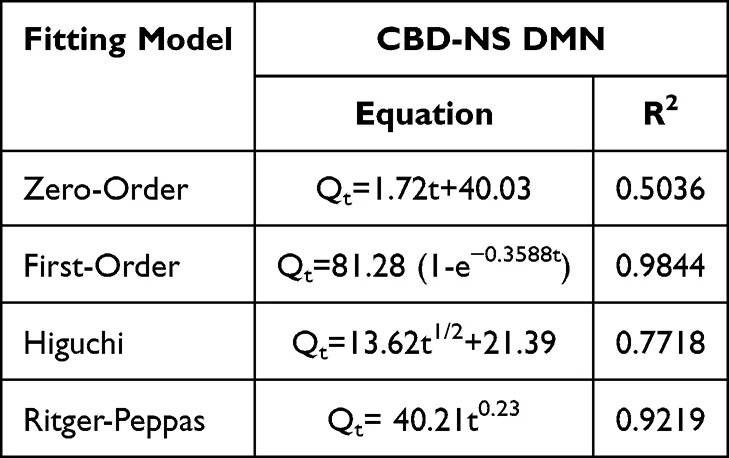 Fitting Model CBD-NS DMN
Equation R²
Zero-Order Qₜ=1.72t+40.03 0.5036
First-Order Qₜ=81.28 (1-e⁻⁰·³⁵⁸⁸ᵗ) 0.9844
Higuchi Qₜ=13.62t¹/²+21.39 0.7718
Ritger-Peppas Qₜ= 40.21t⁰·²³ 0.9219